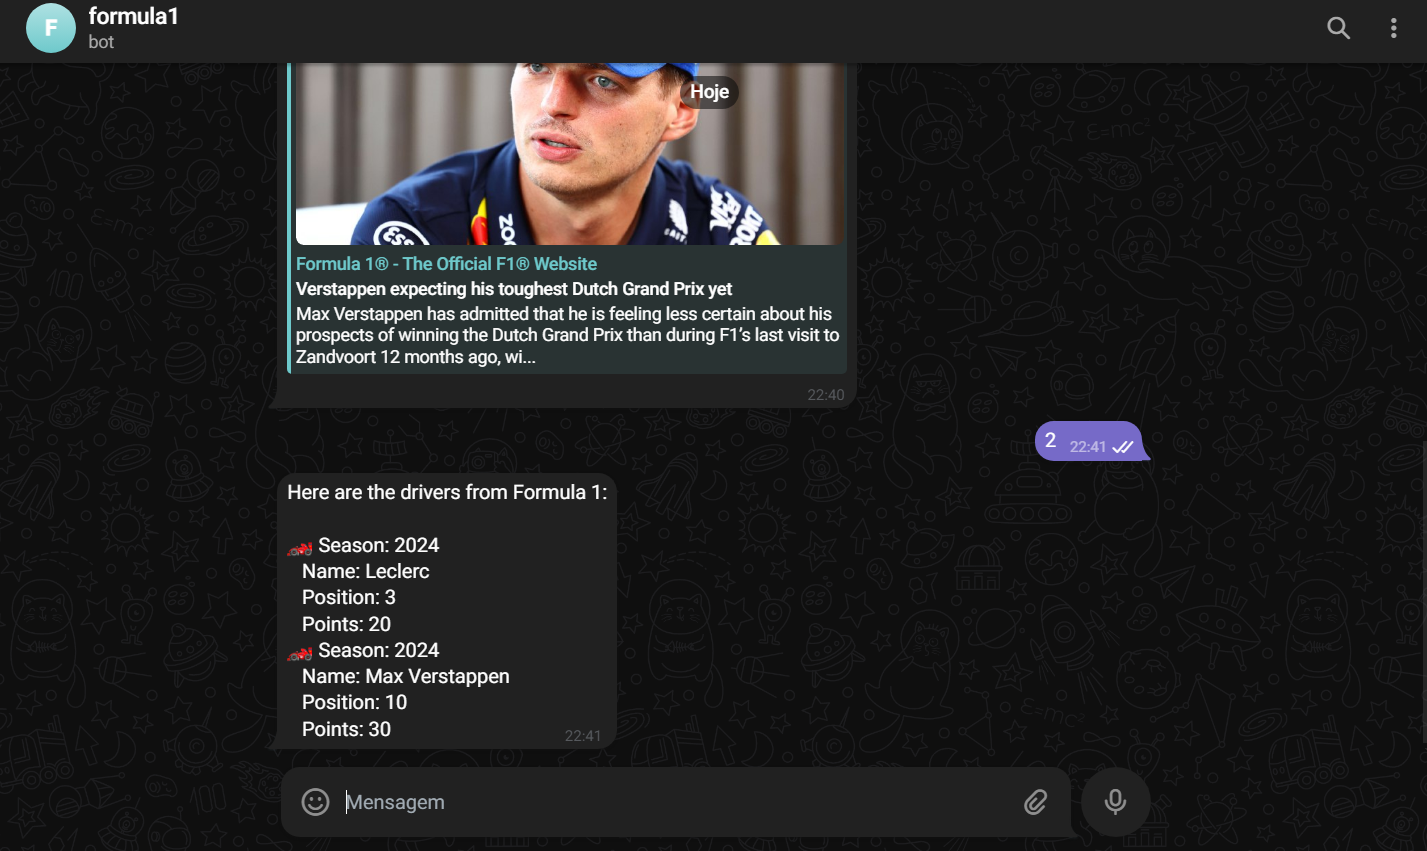 F
formula1
bot
Hoje
Formula 1® - The Official F1® Website
Verstappen expecting his toughest Dutch Grand Prix yet
Max Verstappen has admitted that he is feeling less certain about his
prospects of winning the Dutch Grand Prix than during F1’s last visit to
Zandvoort 12 months ago, wi...
22:40
2 22:41
Here are the drivers from Formula 1:
Season: 2024
Name: Leclerc
Position: 3
Points: 20
Season: 2024
Name: Max Verstappen
Position: 10
Points: 30
22:41
Mensagem